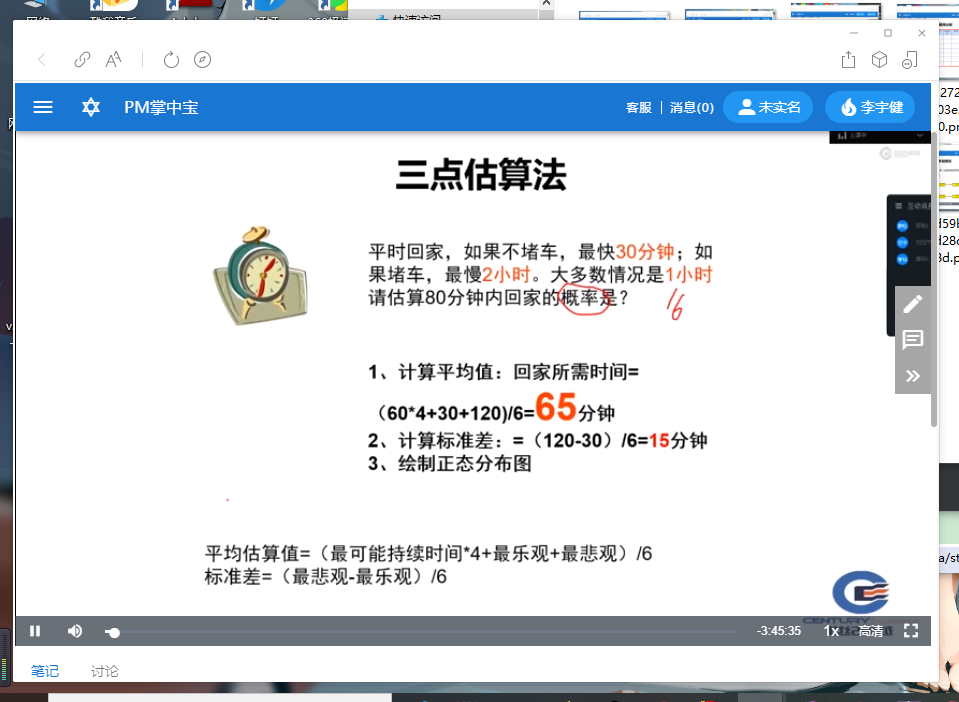 快速访问
PM掌中宝
客服 | 消息(0)
未实名
李宇健
三点估算法
平时回家，如果不堵车，最快30分钟；如
果堵车，最慢2小时。大多数情况是1小时
请估算80分钟内回家的概率是？
1、计算平均值：回家所需时间=
（60*4+30+120)/6=65分钟
2、计算标准差：=（120-30）/6=15分钟
3、绘制正态分布图
平均估算值=（最可能持续时间*4+最乐观+最悲观）/6
标准差=（最悲观-最乐观）/6
CENTURY
-3:45:35
1x
高清
笔记
讨论